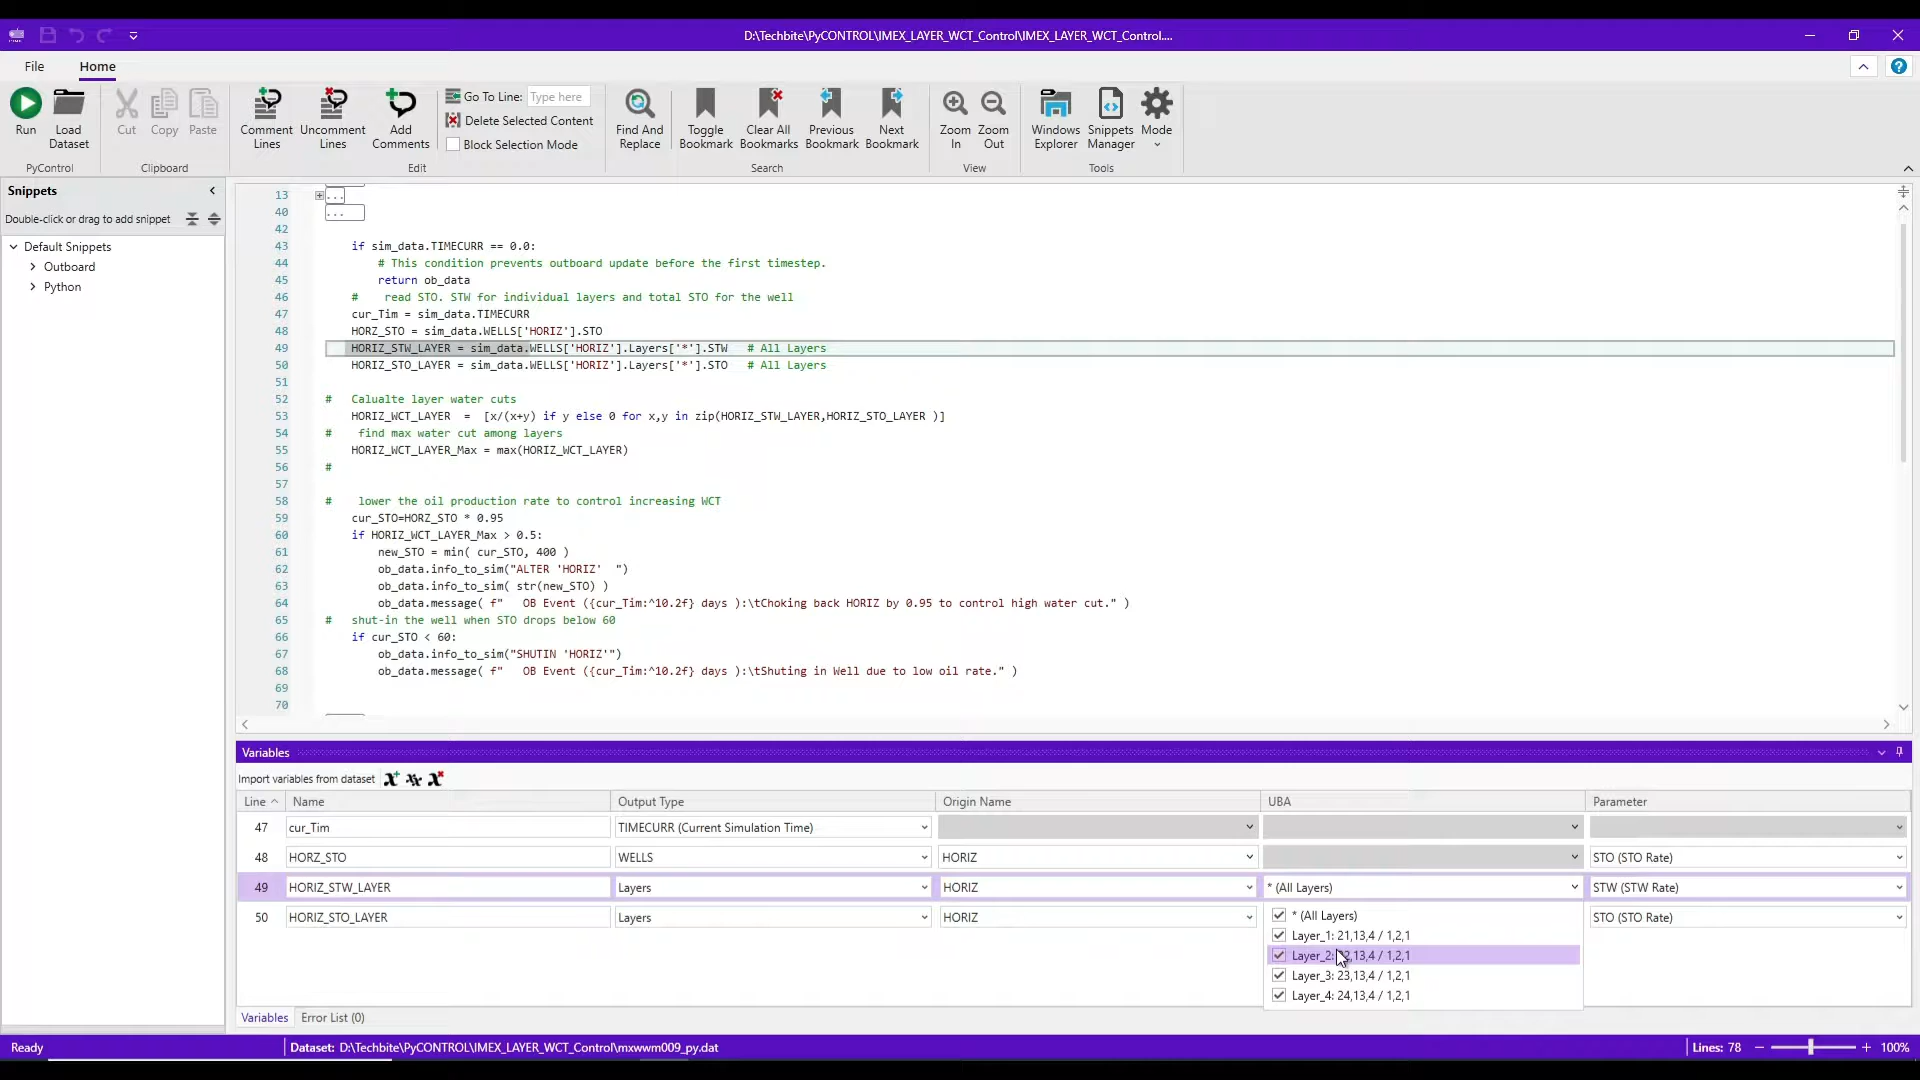 D:\Techbite\PyCONTROL\IMEX_LAYER_WCT_Control\IMEX_LAYER_WCT_Control....
File Home
Run
Load Dataset
PyControl
Cut
Copy
Paste
Clipboard
Comment Lines
Uncomment Lines
Add Comments
Go To Line: Type here
Delete Selected Content
Block Selection Mode
Edit
Find And Replace
Toggle Bookmark
Clear All Bookmarks
Previous Bookmark
Next Bookmark
Search
Zoom In
Zoom Out
View
Windows Explorer
Snippets Manager
Mode
Tools
Snippets
Double-click or drag to add snippet
Default Snippets
Outboard
Python
13 ...
40 ...
42
43 if sim_data.TIMECURR == 0.0:
44 # This condition prevents outboard update before the first timestep.
45 return ob_data
46 # read STO. STW for individual layers and total STO for the well
47 cur_Tim = sim_data.TIMECURR
48 HORZ_STO = sim_data.WELLS['HORIZ'].STO
49 HORIZ_STW_LAYER = sim_data.WELLS['HORIZ'].Layers['*'].STW # All Layers
50 HORIZ_STO_LAYER = sim_data.WELLS['HORIZ'].Layers['*'].STO # All Layers
51
52 # Calualte layer water cuts
53 HORIZ_WCT_LAYER = [x/(x+y) if y else 0 for x,y in zip(HORIZ_STW_LAYER,HORIZ_STO_LAYER )]
54 # find max water cut among layers
55 HORIZ_WCT_LAYER_Max = max(HORIZ_WCT_LAYER)
56 #
57
58 # lower the oil production rate to control increasing WCT
59 cur_STO=HORZ_STO * 0.95
60 if HORIZ_WCT_LAYER_Max > 0.5:
61 new_STO = min( cur_STO, 400 )
62 ob_data.info_to_sim("ALTER 'HORIZ' ")
63 ob_data.info_to_sim( str(new_STO) )
64 ob_data.message( f" OB Event ({cur_Tim:^10.2f} days ):\tChoking back HORIZ by 0.95 to control high water cut." )
65 # shut-in the well when STO drops below 60
66 if cur_STO < 60:
67 ob_data.info_to_sim("SHUTIN 'HORIZ'")
68 ob_data.message( f" OB Event ({cur_Tim:^10.2f} days ):\tShuting in Well due to low oil rate." )
69
70
Variables
Import variables from dataset
Line Name Output Type Origin Name UBA Parameter
47 cur_Tim TIMECURR (Current Simulation Time)
48 HORZ_STO WELLS HORIZ STO (STO Rate)
49 HORIZ_STW_LAYER Layers HORIZ * (All Layers) STW (STW Rate)
50 HORIZ_STO_LAYER Layers HORIZ STO (STO Rate)
* (All Layers)
Layer_1: 21,13,4 / 1,2,1
Layer_2: 2,13,4 / 1,2,1
Layer_3: 23,13,4 / 1,2,1
Layer_4: 24,13,4 / 1,2,1
Variables Error List (0)
Ready Dataset: D:\Techbite\PyCONTROL\IMEX_LAYER_WCT_Control\mxwwm009_py.dat Lines: 78 100%